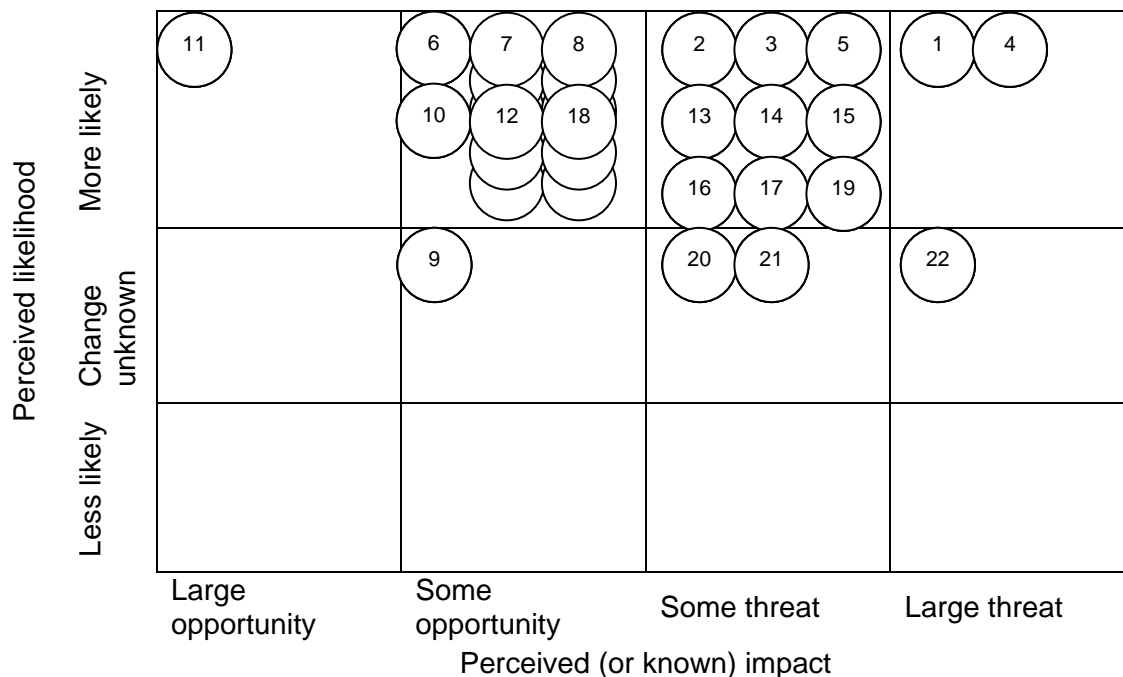 11 6 7 8 2 3 5 1 4
10 12 18 13 14 15
16 17 19
9 20 21 22
Perceived likelihood
More likely
Change
unknown
Less likely
Large
opportunity
Some
opportunity
Some threat
Large threat
Perceived (or known) impact